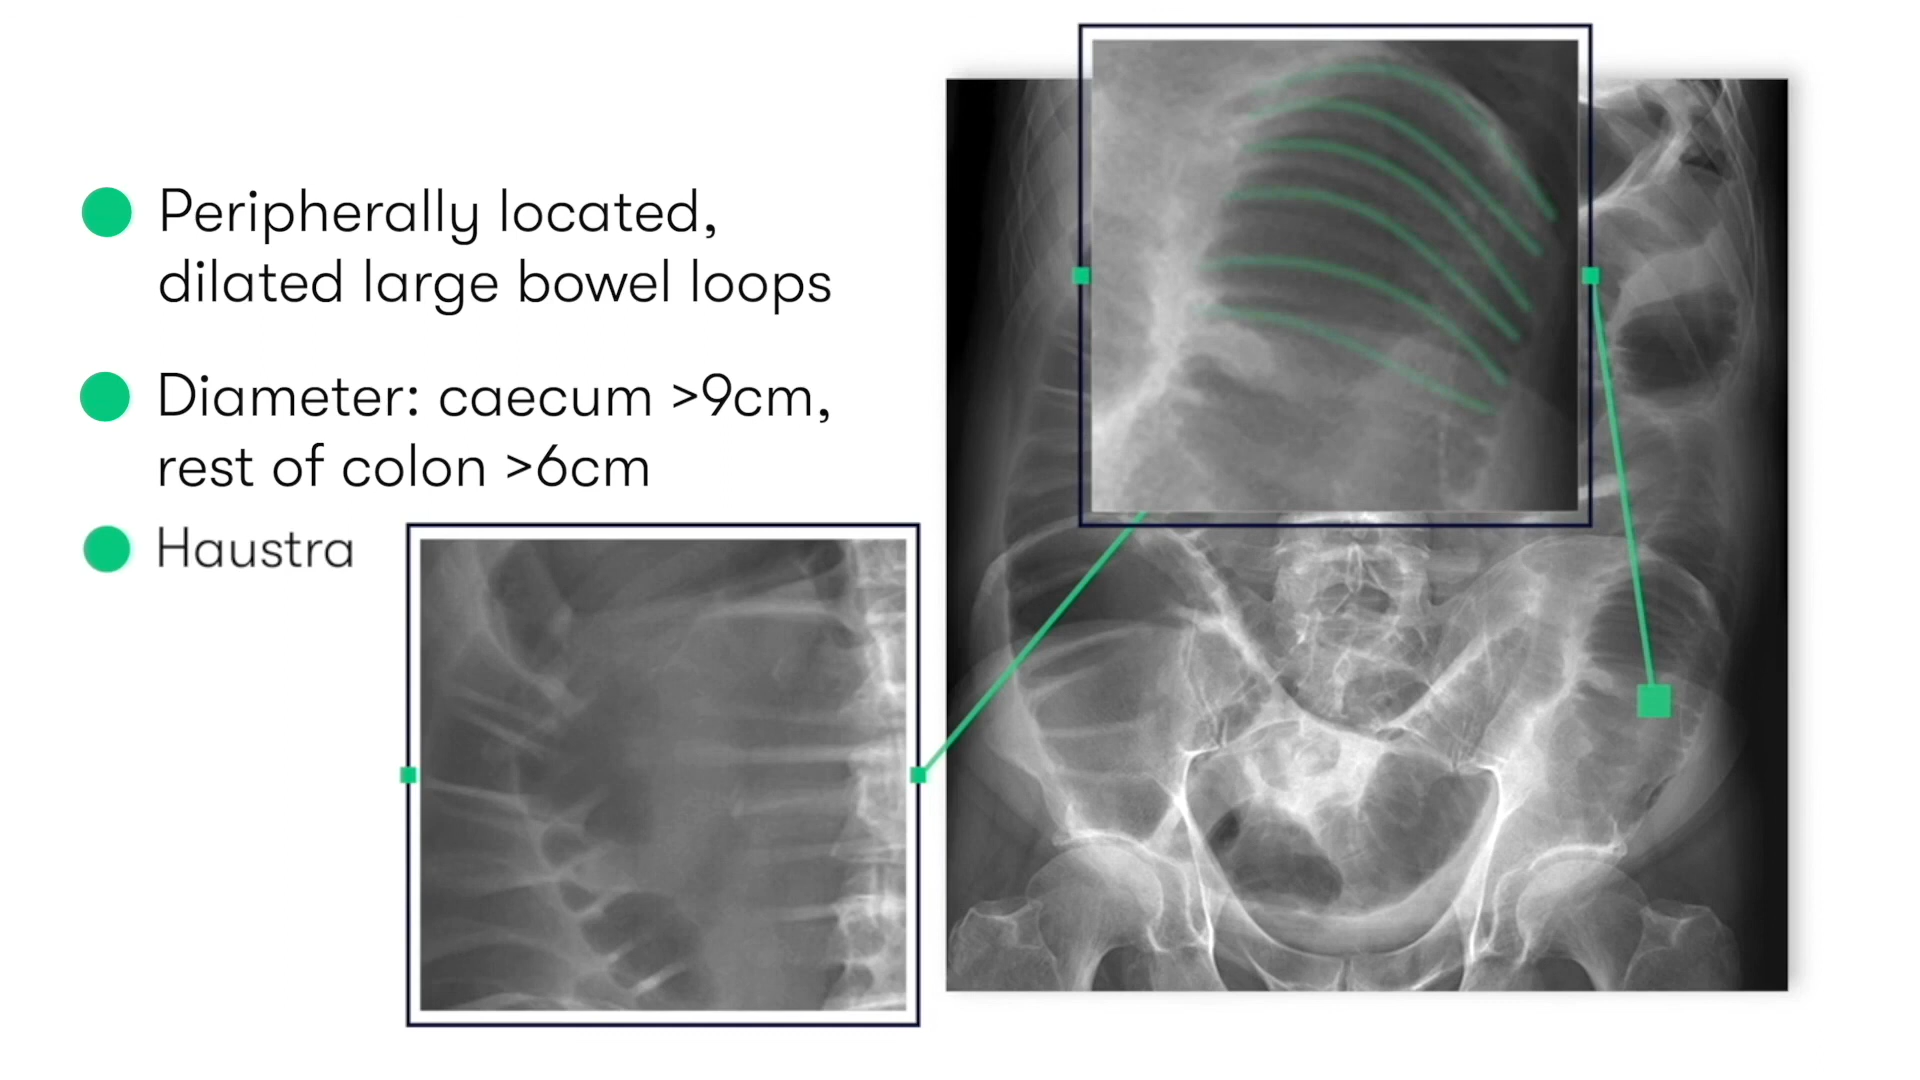 Peripherally located,
dilated large bowel loops
Diameter: caecum >9cm,
rest of colon >6cm
Haustra